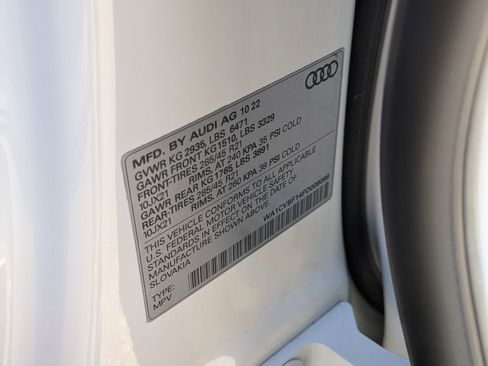 MFD. BY AUDI AG 10 22
GVWR KG 2935, LBS 6471
GAWR FRONT KG1510, LBS 3329
FRONT-TIRES 285/45 R21
10JX21 RIMS, AT 240 KPA 35 PSI COLD
GAWR REAR KG 1765 LBS 3891
REAR-TIRES 285/45 R21
10JX21 RIMS, AT 260 KPA 38 PSI COLD
THIS VEHICLE CONFORMS TO ALL APPLICABLE
U.S. FEDERAL MOTOR VEHICLE SAFETY
STANDARDS IN EFFECT ON THE DATE OF
MANUFACTURE SHOWN ABOVE.
SLOVAKIA
TYPE:
MPV